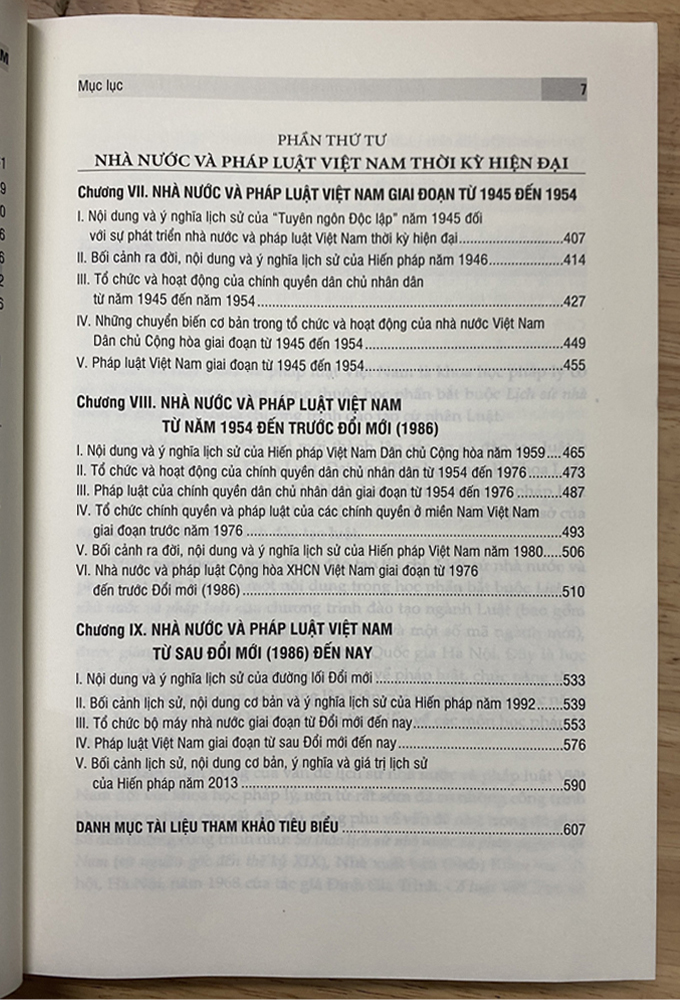 Mục lục 7
PHẦN THỨ TƯ
NHÀ NƯỚC VÀ PHÁP LUẬT VIỆT NAM THỜI KỲ HIỆN ĐẠI
Chương VII. NHÀ NƯỚC VÀ PHÁP LUẬT VIỆT NAM GIAI ĐOẠN TỪ 1945 ĐẾN 1954
I. Nội dung và ý nghĩa lịch sử của “Tuyên ngôn Độc lập” năm 1945 đối
với sự phát triển nhà nước và pháp luật Việt Nam thời kỳ hiện đại............................407
II. Bối cảnh ra đời, nội dung và ý nghĩa lịch sử của Hiến pháp năm 1946....................414
III. Tổ chức và hoạt động của chính quyền dân chủ nhân dân
từ năm 1945 đến năm 1954..............................................................................427
IV. Những chuyển biến cơ bản trong tổ chức và hoạt động của nhà nước Việt Nam
Dân chủ Cộng hòa giai đoạn từ 1945 đến 1954....................................................449
V. Pháp luật Việt Nam giai đoạn từ 1945 đến 1954....................................................455
Chương VIII. NHÀ NƯỚC VÀ PHÁP LUẬT VIỆT NAM
TỪ NĂM 1954 ĐẾN TRƯỚC ĐỔI MỚI (1986)
I. Nội dung và ý nghĩa lịch sử của Hiến pháp Việt Nam Dân chủ Cộng hòa năm 1959....465
II. Tổ chức và hoạt động của chính quyền dân chủ nhân dân từ 1954 đến 1976........473
III. Pháp luật của chính quyền dân chủ nhân dân giai đoạn từ 1954 đến 1976..........487
IV. Tổ chức chính quyền và pháp luật của các chính quyền ở miền Nam Việt Nam
giai đoạn trước năm 1976................................................................................493
V. Bối cảnh ra đời, nội dung và ý nghĩa lịch sử của Hiến pháp Việt Nam năm 1980.....506
VI. Nhà nước và pháp luật Cộng hòa XHCN Việt Nam giai đoạn từ 1976
đến trước Đổi mới (1986).................................................................................510
Chương IX. NHÀ NƯỚC VÀ PHÁP LUẬT VIỆT NAM
TỪ SAU ĐỔI MỚI (1986) ĐẾN NAY
I. Nội dung và ý nghĩa lịch sử của đường lối Đổi mới.................................................533
II. Bối cảnh lịch sử, nội dung cơ bản và ý nghĩa lịch sử của Hiến pháp năm 1992......539
III. Tổ chức bộ máy nhà nước giai đoạn từ Đổi mới đến nay.......................................553
IV. Pháp luật Việt Nam giai đoạn từ sau Đổi mới đến nay..........................................576
V. Bối cảnh lịch sử, nội dung cơ bản, ý nghĩa và giá trị lịch sử
của Hiến pháp năm 2013..................................................................................590
DANH MỤC TÀI LIỆU THAM KHẢO TIÊU BIỂU........................................................607